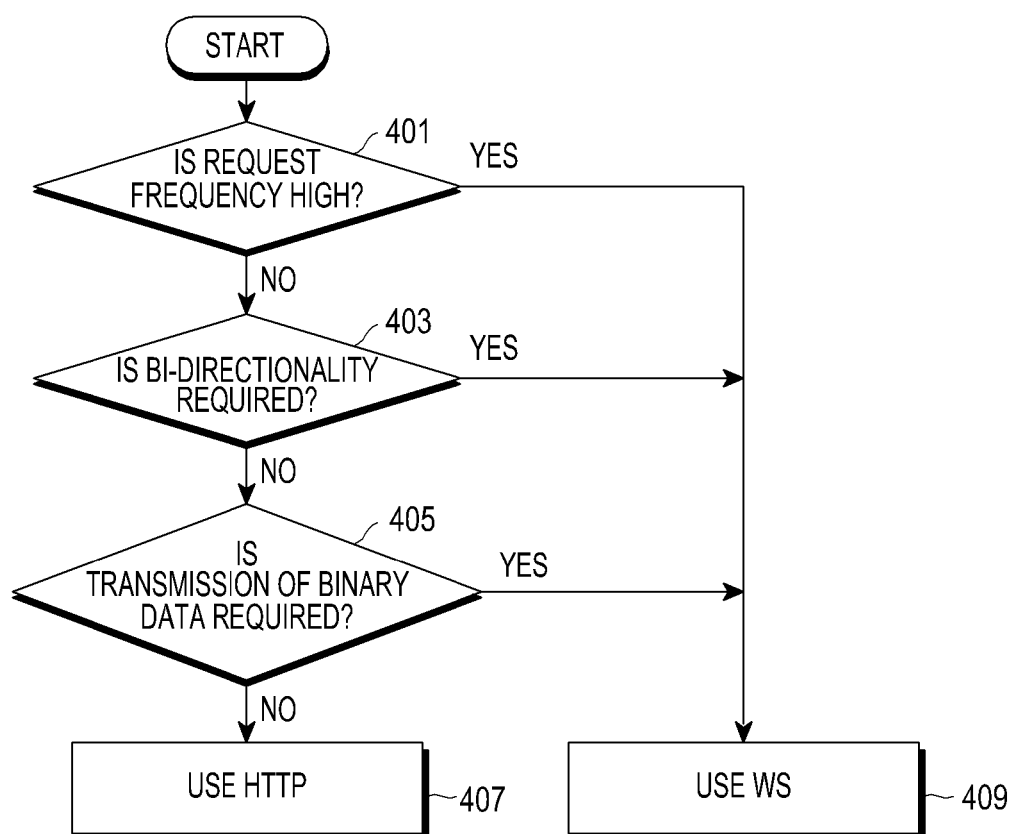 START
401
IS REQUEST
FREQUENCY HIGH?
YES
NO
403
IS BI-DIRECTIONALITY
REQUIRED?
YES
NO
405
IS
TRANSMISSION OF BINARY
DATA REQUIRED?
YES
NO
USE HTTP
407
USE WS
409